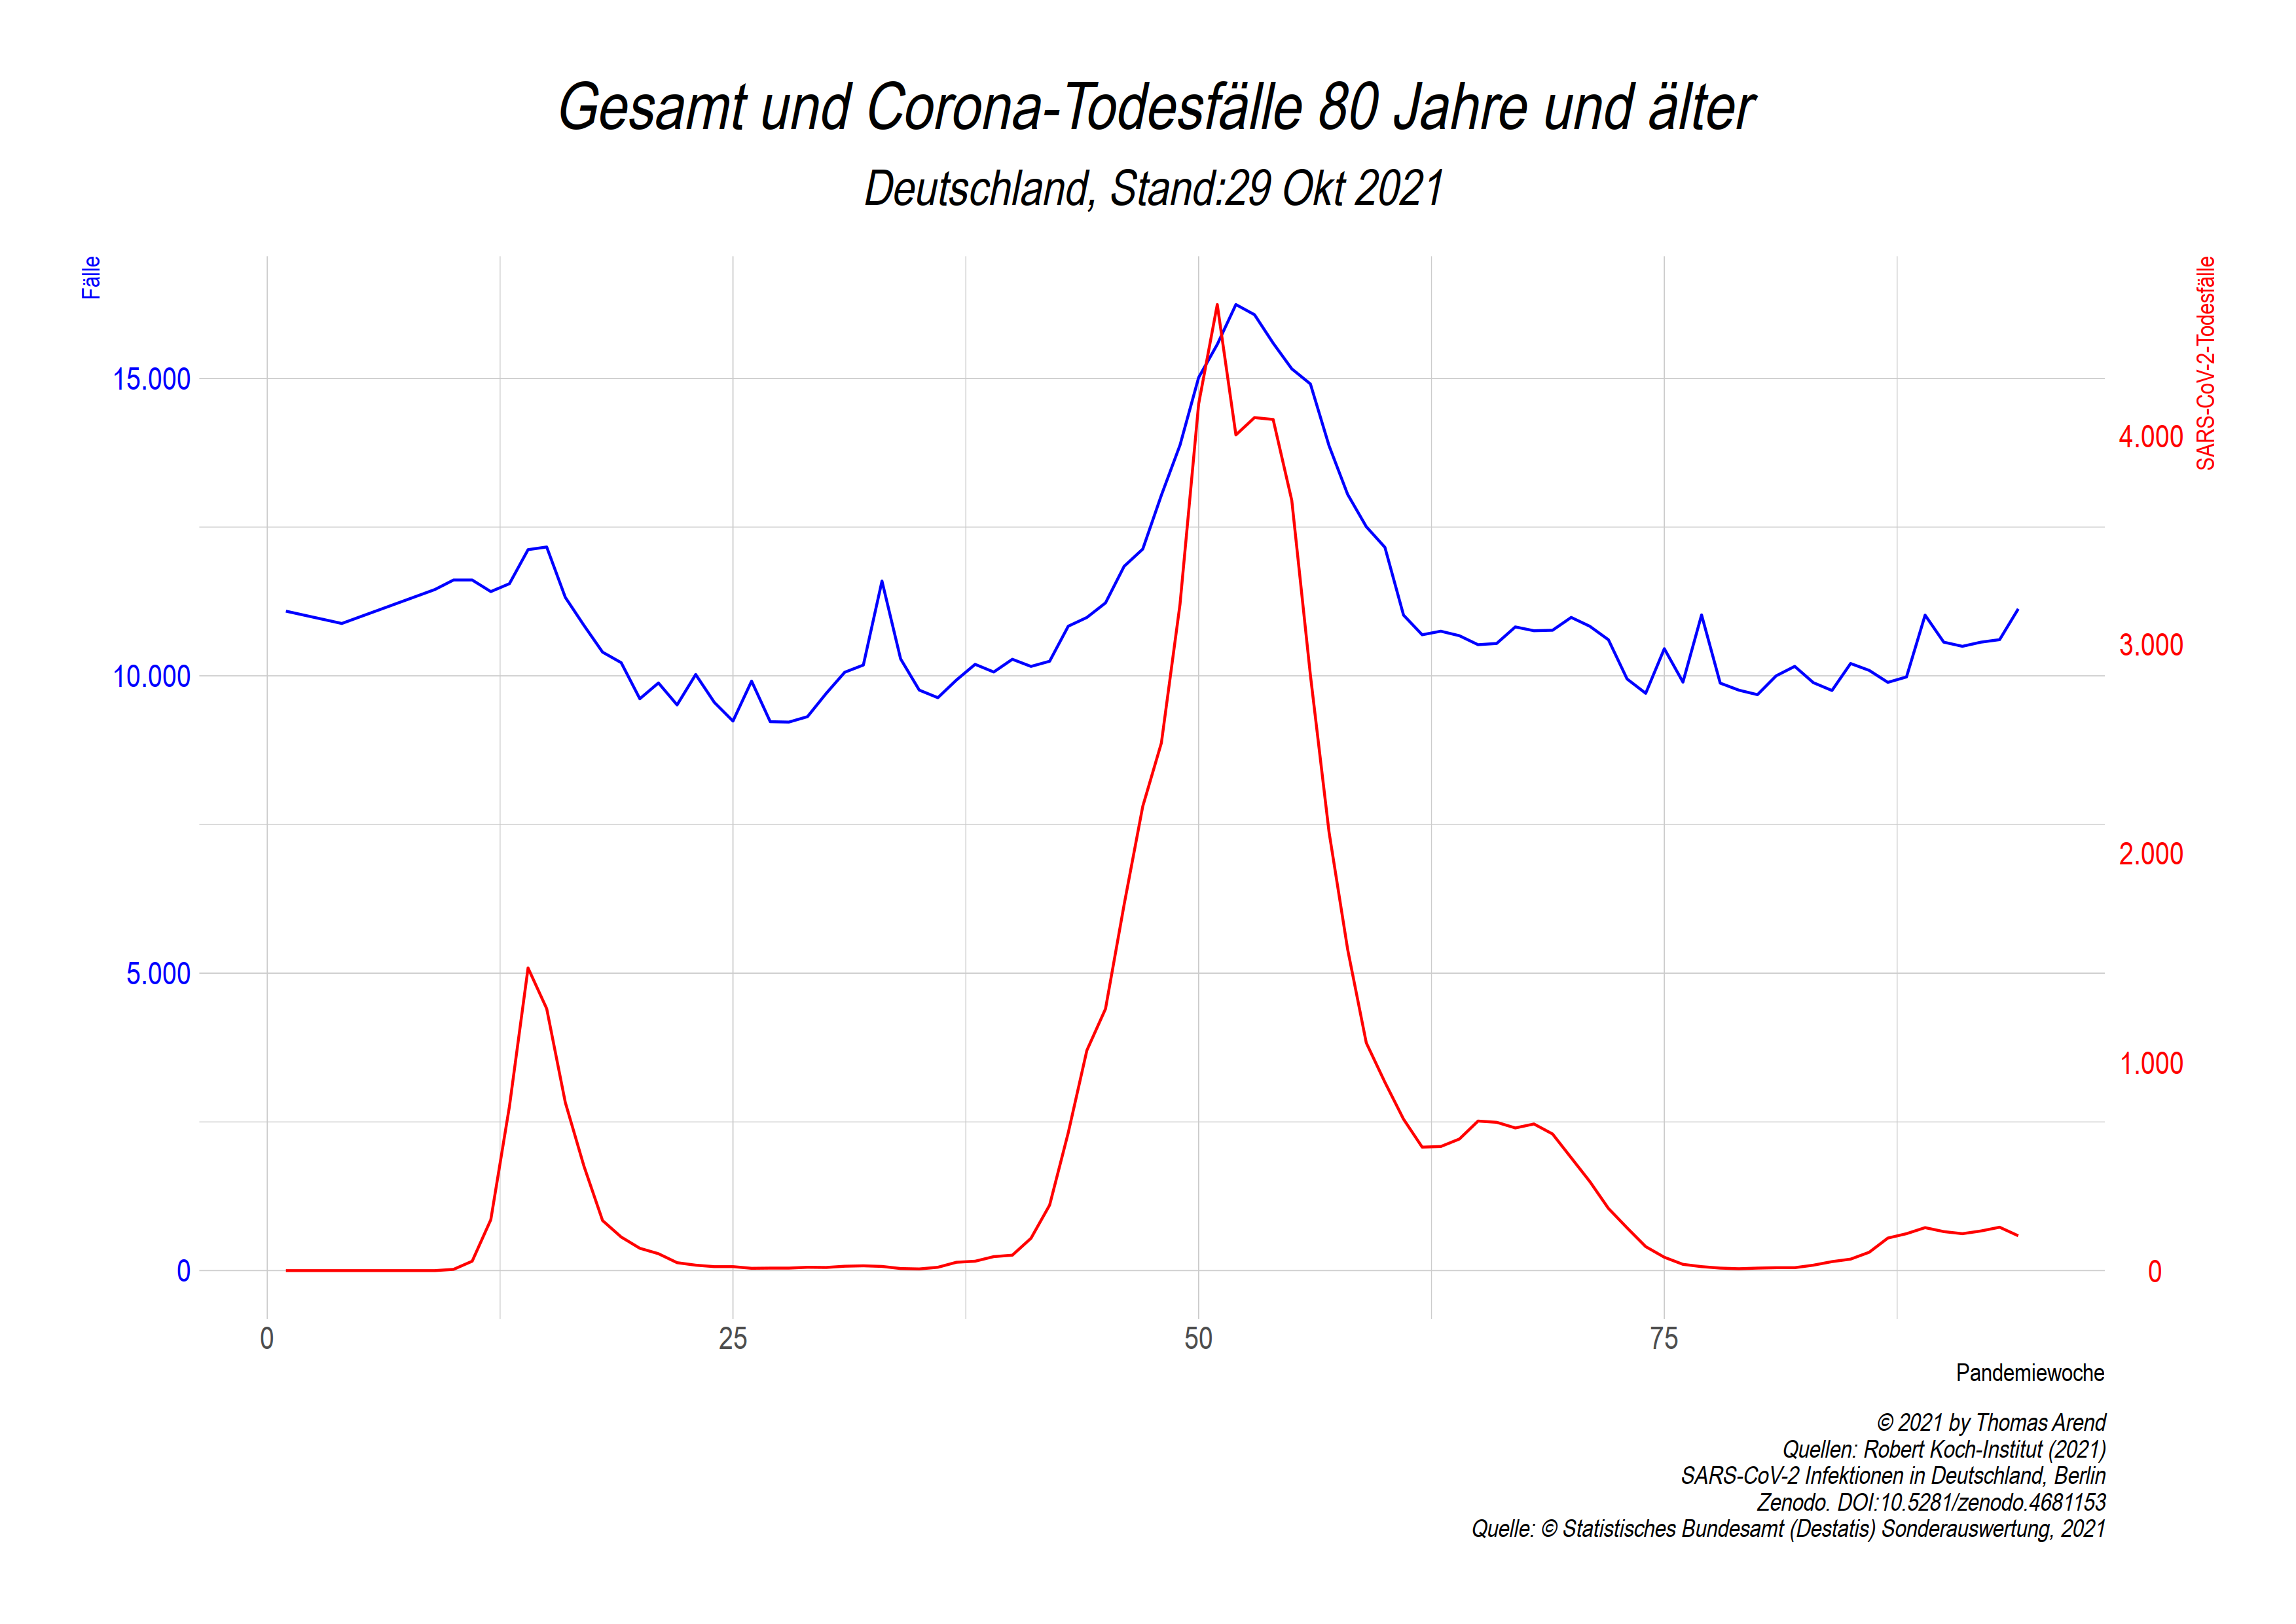 Gesamt und Corona-Todesfälle 80 Jahre und älter
Deutschland, Stand:29 Okt 2021
Fälle
SARS-CoV-2-Todesfälle
15.000
10.000
5.000
0
4.000
3.000
2.000
1.000
0
0
25
50
75
Pandemiewoche
© 2021 by Thomas Arend
Quellen: Robert Koch-Institut (2021)
SARS-CoV-2 Infektionen in Deutschland, Berlin
Zenodo. DOI:10.5281/zenodo.4681153
Quelle: © Statistisches Bundesamt (Destatis) Sonderauswertung, 2021